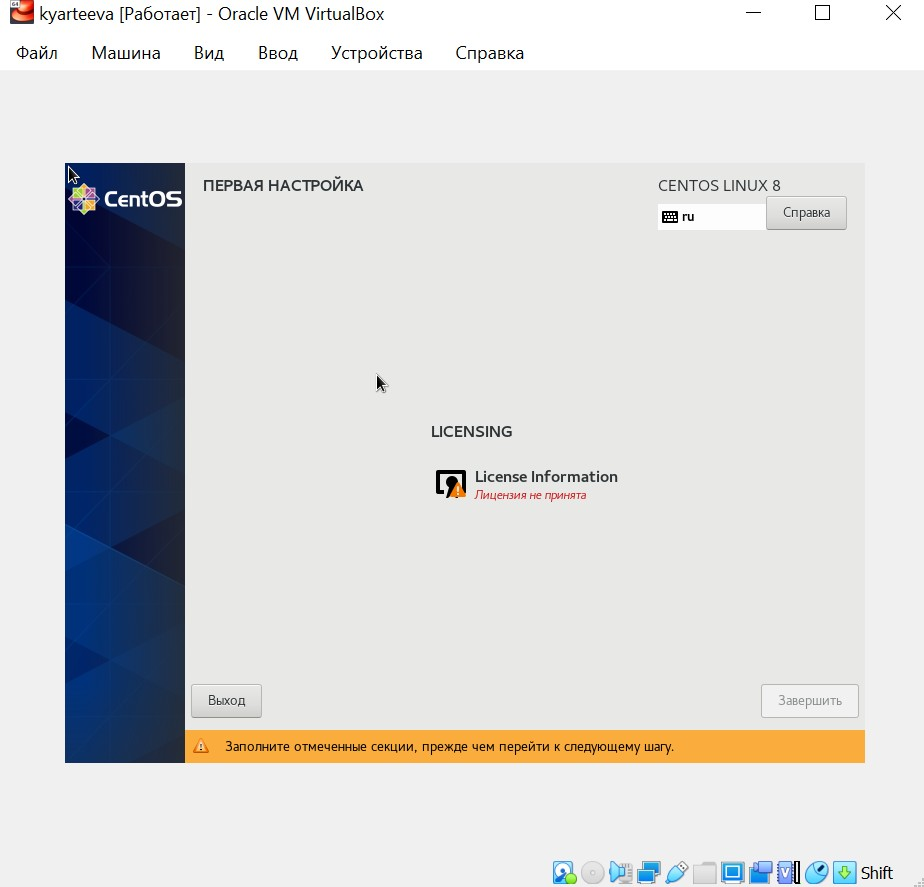 kyarteeva [Работает] - Oracle VM VirtualBox
Файл Машина Вид Ввод Устройства Справка
CentOS
ПЕРВАЯ НАСТРОЙКА
CENTOS LINUX 8
ru
Справка
LICENSING
License Information
Лицензия не принята
Выход
Завершить
Заполните отмеченные секции, прежде чем перейти к следующему шагу.
Shift